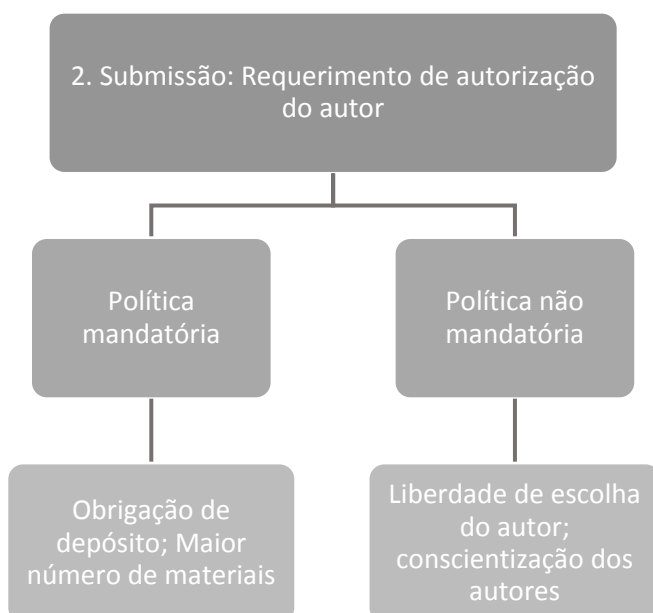 2. Submissão: Requerimento de autorização
do autor
Política
mandatória
Política não
mandatória
Obrigação de
depósito; Maior
número de materiais
Liberdade de escolha
do autor;
conscientização dos
autores